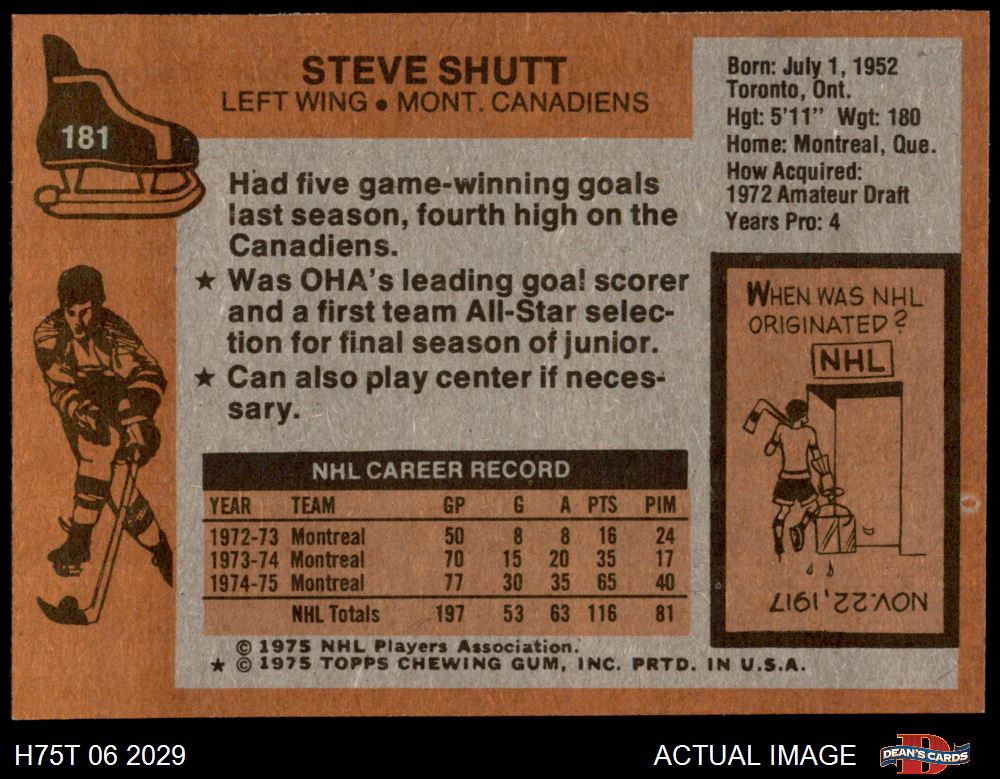 STEVE SHUTT
LEFT WING • MONT. CANADIENS
181
Born: July 1, 1952
Toronto, Ont.
Hgt: 5'11" Wgt: 180
Home: Montreal, Que.
How Acquired:
1972 Amateur Draft
Years Pro: 4
Had five game-winning goals
last season, fourth high on the
Canadiens.
★ Was OHA's leading goal scorer
and a first team All-Star selec-
tion for final season of junior.
★ Can also play center if neces-
sary.
WHEN WAS NHL
ORIGINATED?
NHL
NOV. 22, 1917
NHL CAREER RECORD
YEAR TEAM GP G A PTS PIM
1972-73 Montreal 50 8 8 16 24
1973-74 Montreal 70 15 20 35 17
1974-75 Montreal 77 30 35 65 40
NHL Totals 197 53 63 116 81
© 1975 NHL Players Association.
★ © 1975 TOPPS CHEWING GUM, INC. PRTD. IN U.S.A.
H75T 06 2029
ACTUAL IMAGE
D
DEAN'S CARDS